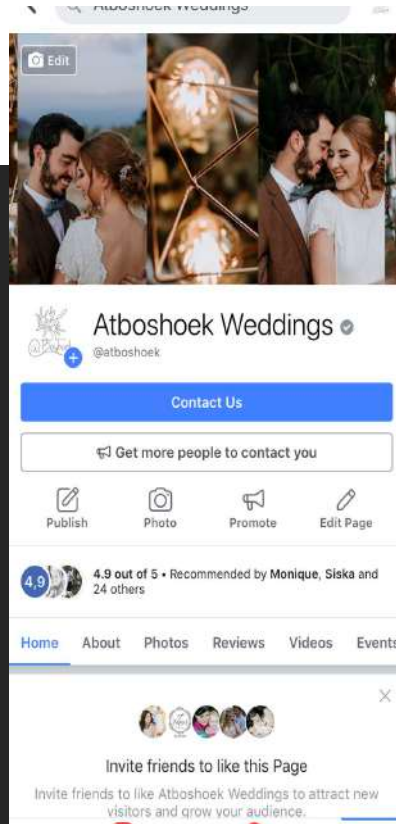 Atboshoek Weddings
Edit
Atboshoek Weddings
@atboshoek
Contact Us
Get more people to contact you
Publish
Photo
Promote
Edit Page
4,9
4.9 out of 5 • Recommended by Monique, Siska and
24 others
Home
About
Photos
Reviews
Videos
Events
Invite friends to like this Page
Invite friends to like Atboshoek Weddings to attract new
visitors and grow your audience.